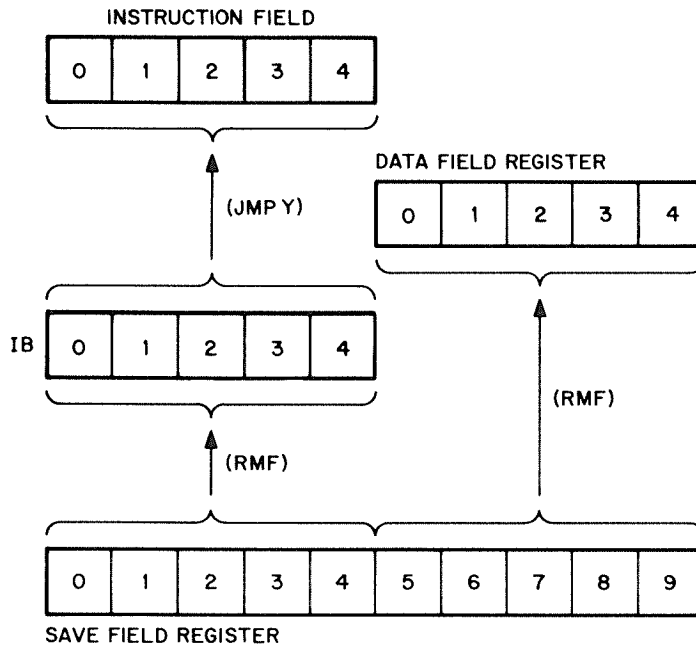 INSTRUCTION FIELD
0 1 2 3 4
(JMP Y)
DATA FIELD REGISTER
0 1 2 3 4
IB 0 1 2 3 4
(RMF)
(RMF)
0 1 2 3 4 5 6 7 8 9
SAVE FIELD REGISTER